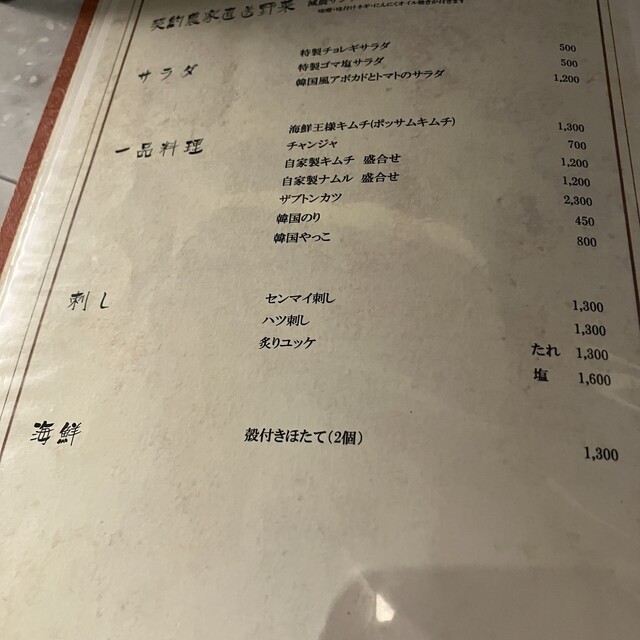 契約農家直送野菜
サラダ
特製チョレギサラダ 500
特製ゴマ塩サラダ 500
韓国風アボカドとトマトのサラダ 1,200
一品料理
海鮮王様キムチ(ポッサムキムチ) 1,300
チャンジャ 700
自家製キムチ 盛合せ 1,200
自家製ナムル 盛合せ 1,200
ザブトンカツ 2,300
韓国のり 450
韓国やっこ 800
刺し
センマイ刺し 1,300
ハツ刺し 1,300
炙りユッケ たれ 1,300
塩 1,600
海鮮
殻付きほたて(2個) 1,300